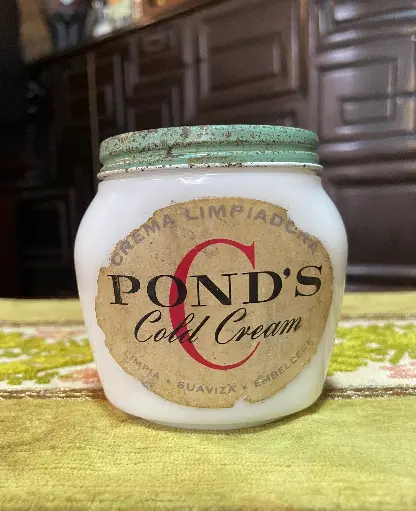 CREMA LIMPIADORA
C
POND'S
Cold Cream
LIMPIA • SUAVIZA • EMBELLECE